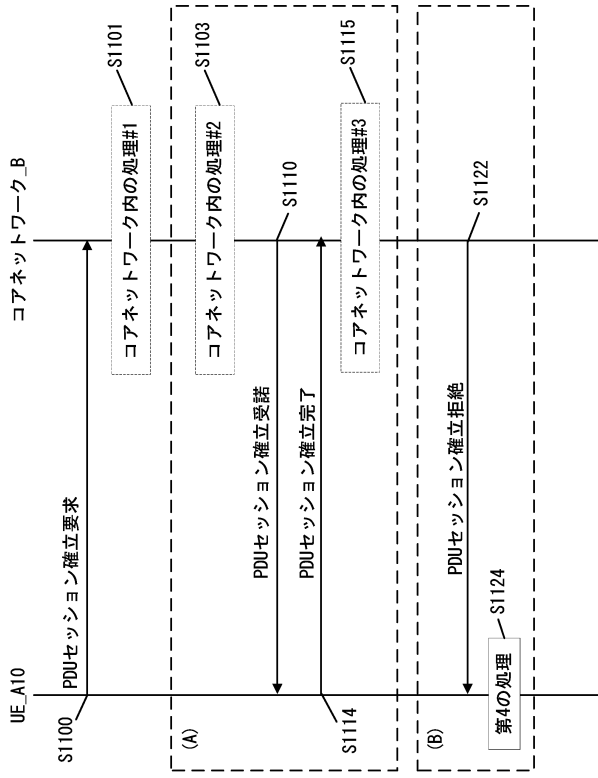 UE_A10
コアネットワーク_B
S1100
PDUセッション確立要求
コアネットワーク内の処理#1
S1101
(A)
コアネットワーク内の処理#2
S1103
PDUセッション確立受諾
S1110
S1114
PDUセッション確立完了
コアネットワーク内の処理#3
S1115
(B)
PDUセッション確立拒絶
S1122
第4の処理
S1124